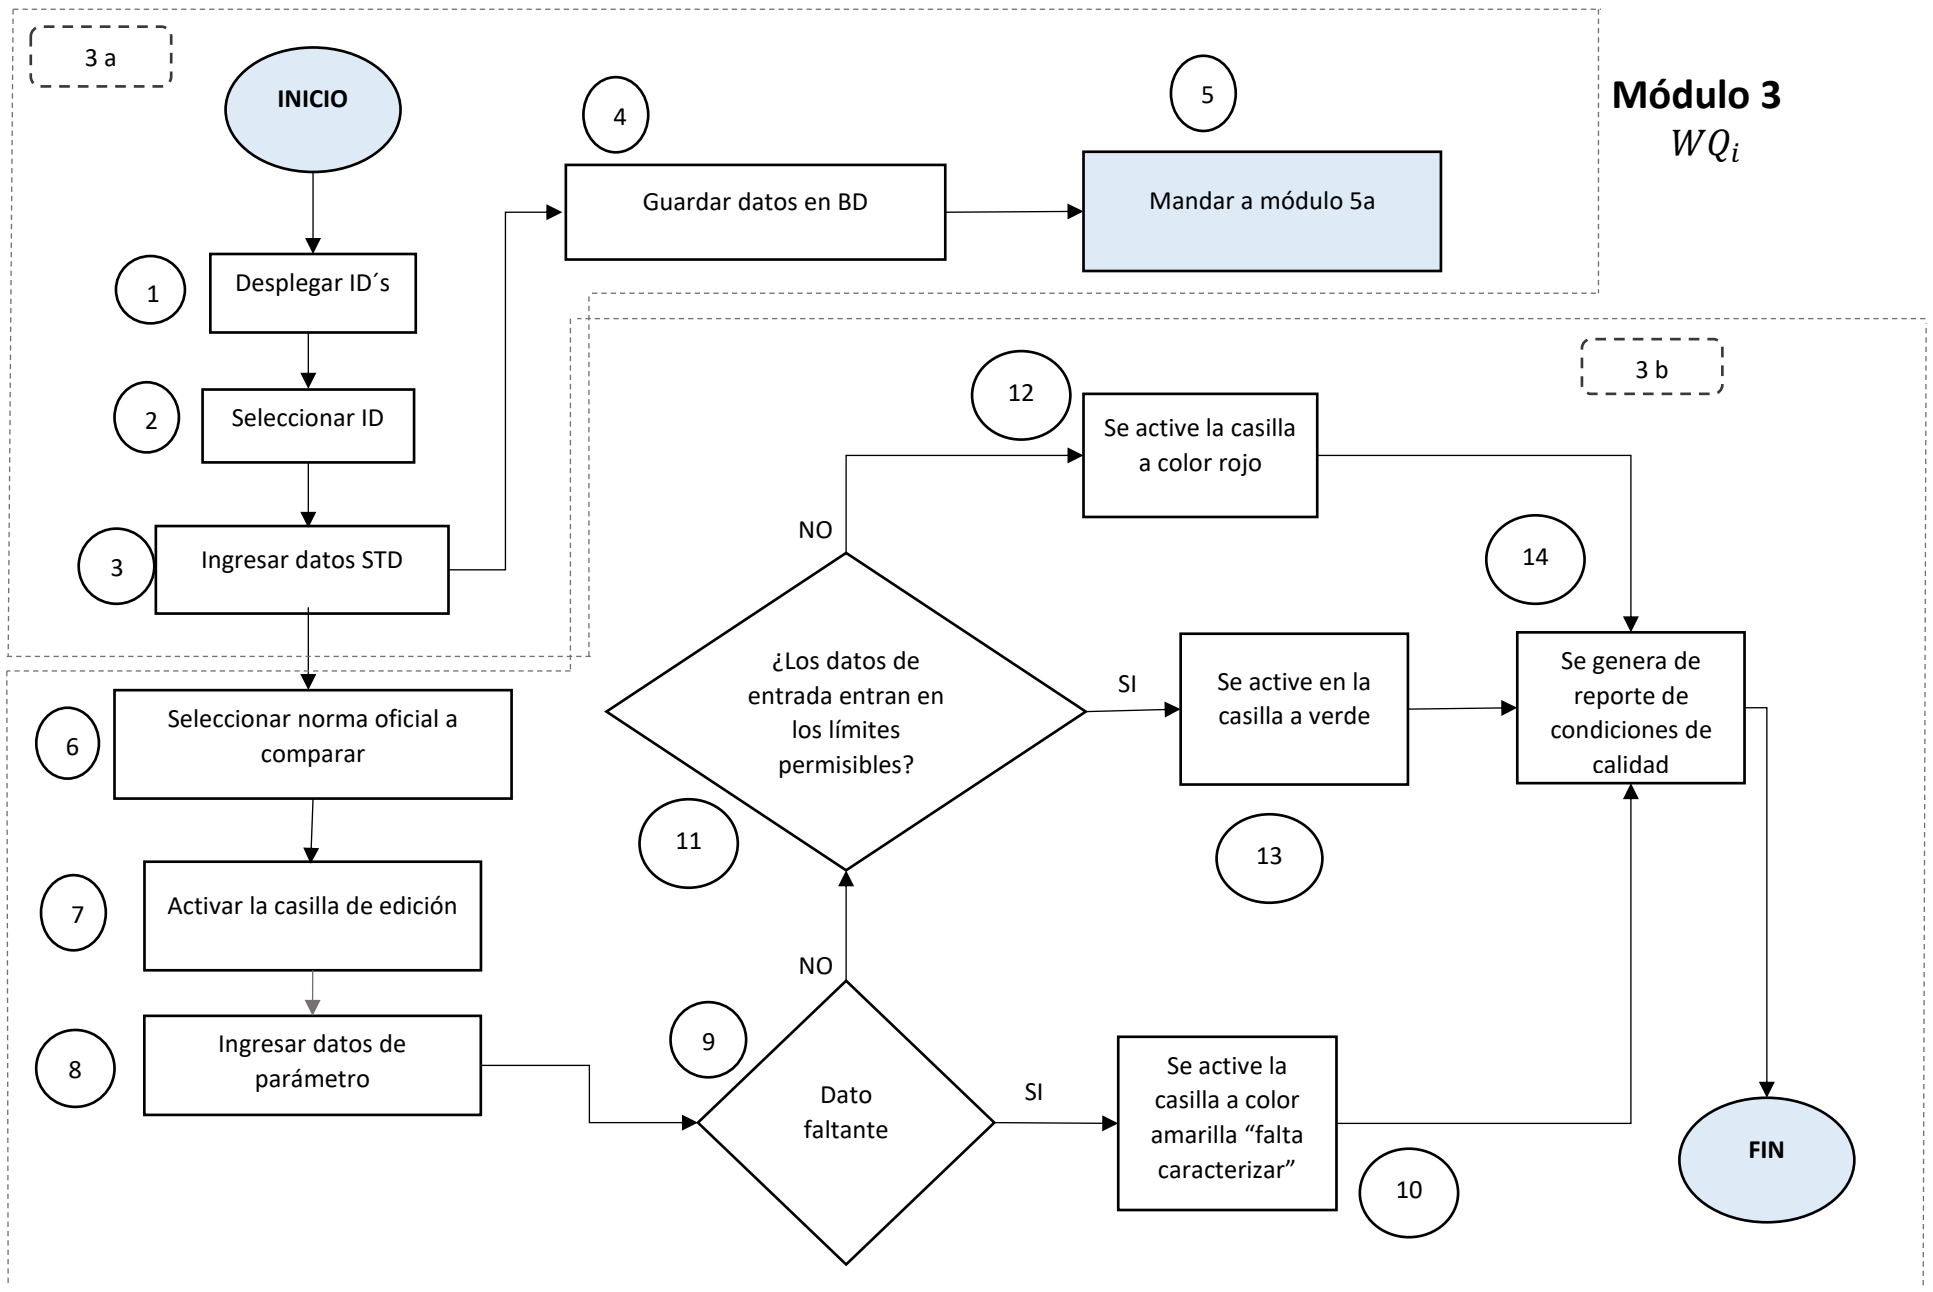 3 a
INICIO
4
5
Módulo 3
WQᵢ
Guardar datos en BD
Mandar a módulo 5a
1
Desplegar ID´s
2
Seleccionar ID
3
Ingresar datos STD
3 b
12
Se active la casilla
a color rojo
NO
14
¿Los datos de
entrada entran en
los límites
permisibles?
SI
Se active en la
casilla a verde
Se genera de
reporte de
condiciones de
calidad
6
Seleccionar norma oficial a
comparar
11
13
7
Activar la casilla de edición
NO
8
Ingresar datos de
parámetro
9
Dato
faltante
SI
Se active la
casilla a color
amarilla “falta
caracterizar”
10
FIN